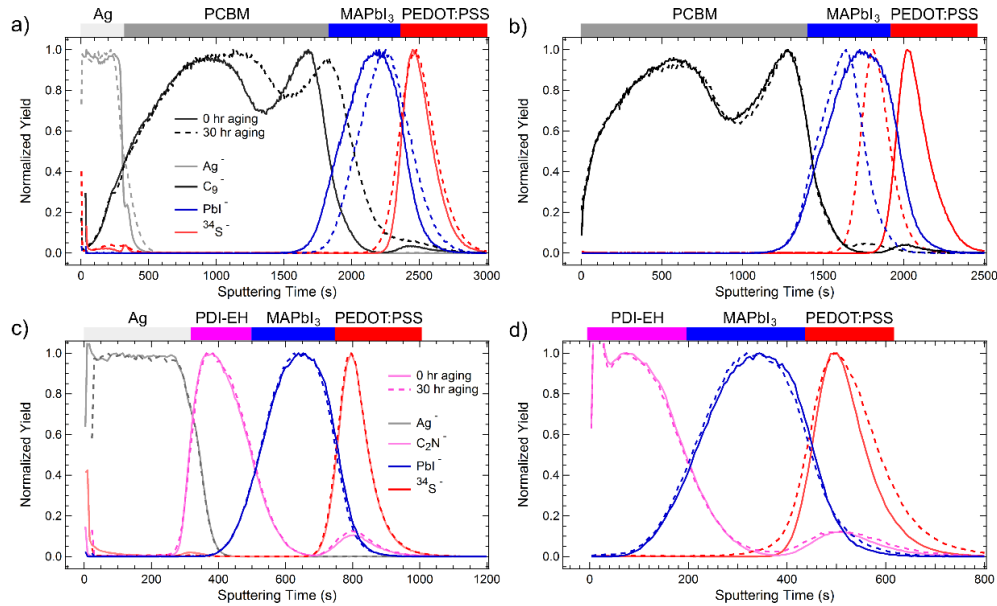 a)
Ag PCBM MAPbI₃ PEDOT:PSS
Normalized Yield
1.0
0.8
0.6
0.4
0.2
0.0
0 hr aging
30 hr aging
Ag⁻
C₉⁻
PbI⁻
³⁴S⁻
0 500 1000 1500 2000 2500 3000
Sputtering Time (s)
b)
PCBM MAPbI₃ PEDOT:PSS
Normalized Yield
1.0
0.8
0.6
0.4
0.2
0.0
0 500 1000 1500 2000 2500
Sputtering Time (s)
c)
Ag PDI-EH MAPbI₃ PEDOT:PSS
Normalized Yield
1.0
0.8
0.6
0.4
0.2
0.0
0 hr aging
30 hr aging
Ag⁻
C₂N⁻
PbI⁻
³⁴S⁻
0 200 400 600 800 1000 1200
Sputtering Time (s)
d)
PDI-EH MAPbI₃ PEDOT:PSS
Normalized Yield
1.0
0.8
0.6
0.4
0.2
0.0
0 200 400 600 800
Sputtering Time (s)